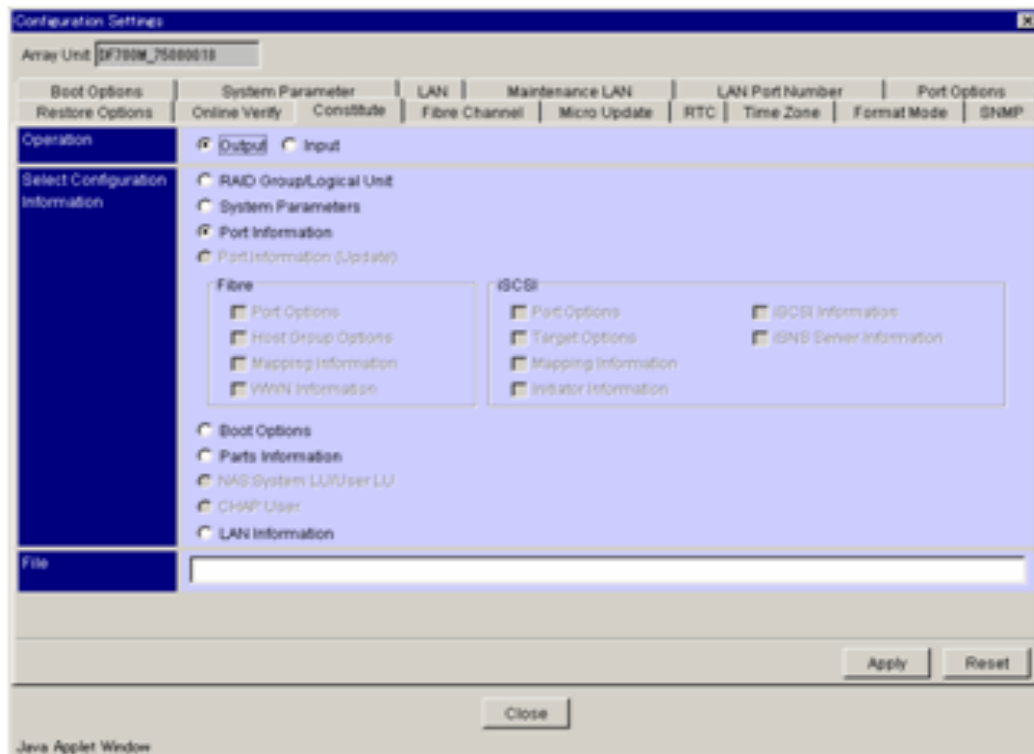 Configuration Settings
Array Unit DF700M_75000010
Boot Options System Parameter LAN Maintenance LAN LAN Port Number Port Options
Restore Options Online Verify Constitute Fibre Channel Micro Update RTC Time Zone Format Mode SNMP
Operation
Output Input
Select Configuration Information
RAID Group/Logical Unit
System Parameters
Port Information
Port Information (Update)
Fibre
Port Options
Host Group Options
Mapping Information
WWN Information
iSCSI
Port Options iSCSI Information
Target Options iSNS Server Information
Mapping Information
Initiator Information
Boot Options
Parts Information
NAS System LU/User LU
CHAP User
LAN Information
File
Apply Reset
Close
Java Applet Window